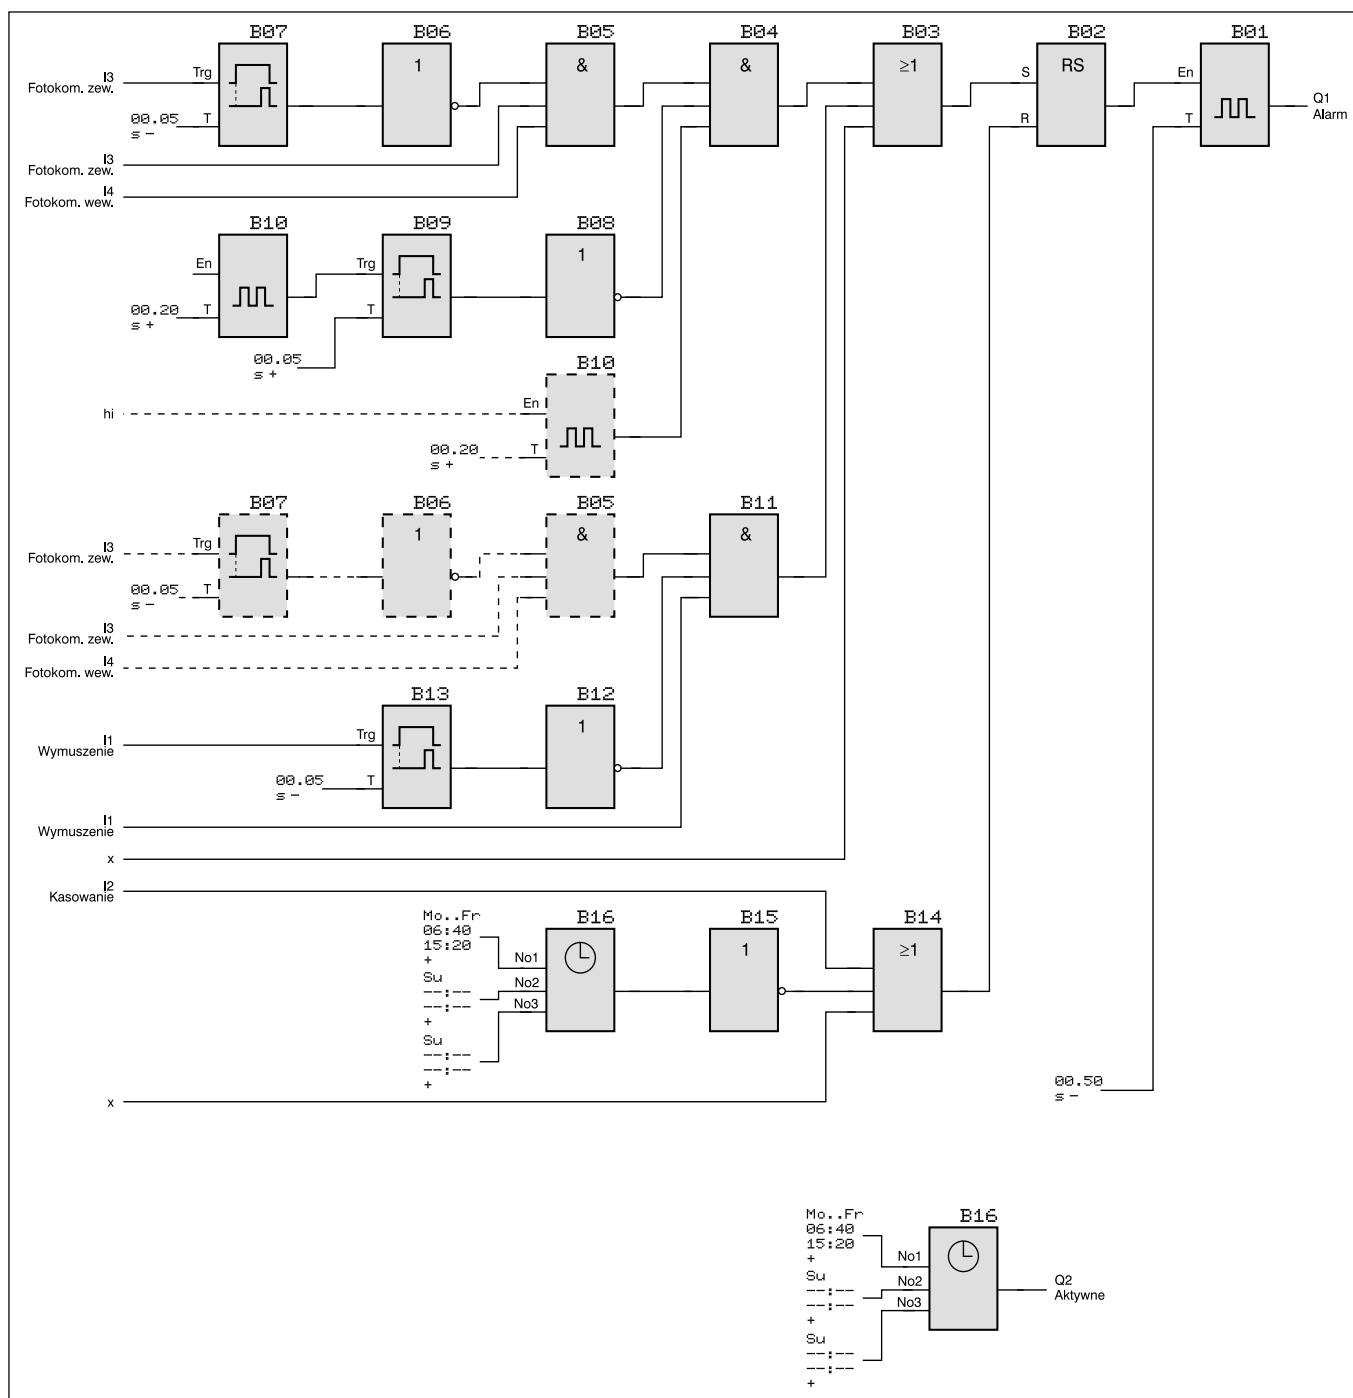 B07 B06 B05 B04 B03 B02 B01
1 & & ≥1 RS
I3 Trg S En
Fotokom. zew.
Q1
Alarm
00.05 T R T
s -
I3
Fotokom. zew.
I4
Fotokom. wew.
B10 B09 B08
1
En Trg
00.20 T T
s +
00.05
s +
B10
hi En
00.20 T
s +
B07 B06 B05 B11
1 & &
I3 Trg
Fotokom. zew.
00.05 T
s -
I3
Fotokom. zew.
I4
Fotokom. wew.
B13 B12
1
I1 Trg
Wymuszenie
00.05 T
s -
I1
Wymuszenie
x
I2
Kasowanie
Mo..Fr B16 B15 B14
06:40 1 ≥1
15:20
+ No1
Su
--:-- No2
--:-- No3
+
Su
--:--
--:--
+
00.50
s -
x
Mo..Fr B16
06:40
15:20
+ No1
Su
--:-- No2
--:-- No3
+
Q2
Aktywne
Su
--:--
--:--
+